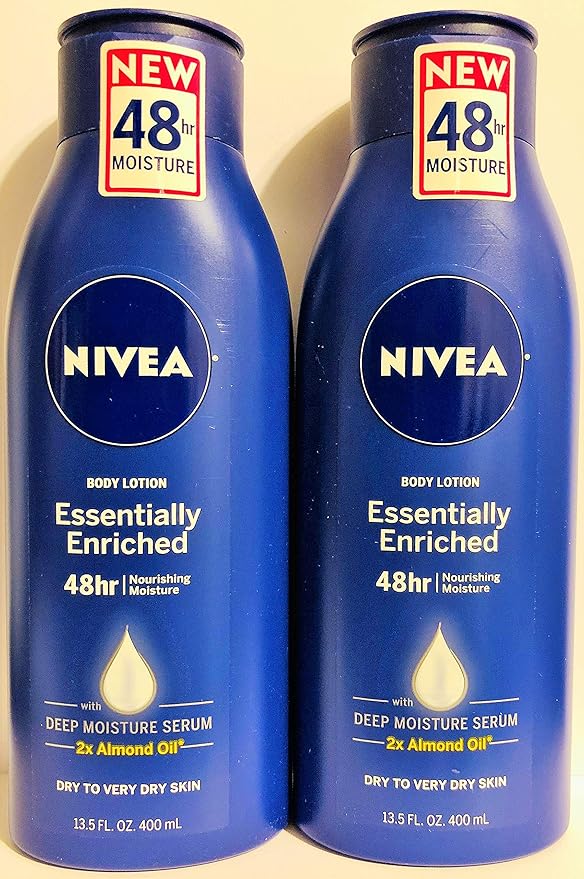 NEW
48hr
MOISTURE
NIVEA®
BODY LOTION
Essentially
Enriched
48hr | Nourishing
Moisture
with
DEEP MOISTURE SERUM
2x Almond Oil*
DRY TO VERY DRY SKIN
13.5 FL. OZ. 400 mL
NEW
48hr
MOISTURE
NIVEA®
BODY LOTION
Essentially
Enriched
48hr | Nourishing
Moisture
with
DEEP MOISTURE SERUM
2x Almond Oil*
DRY TO VERY DRY SKIN
13.5 FL. OZ. 400 mL